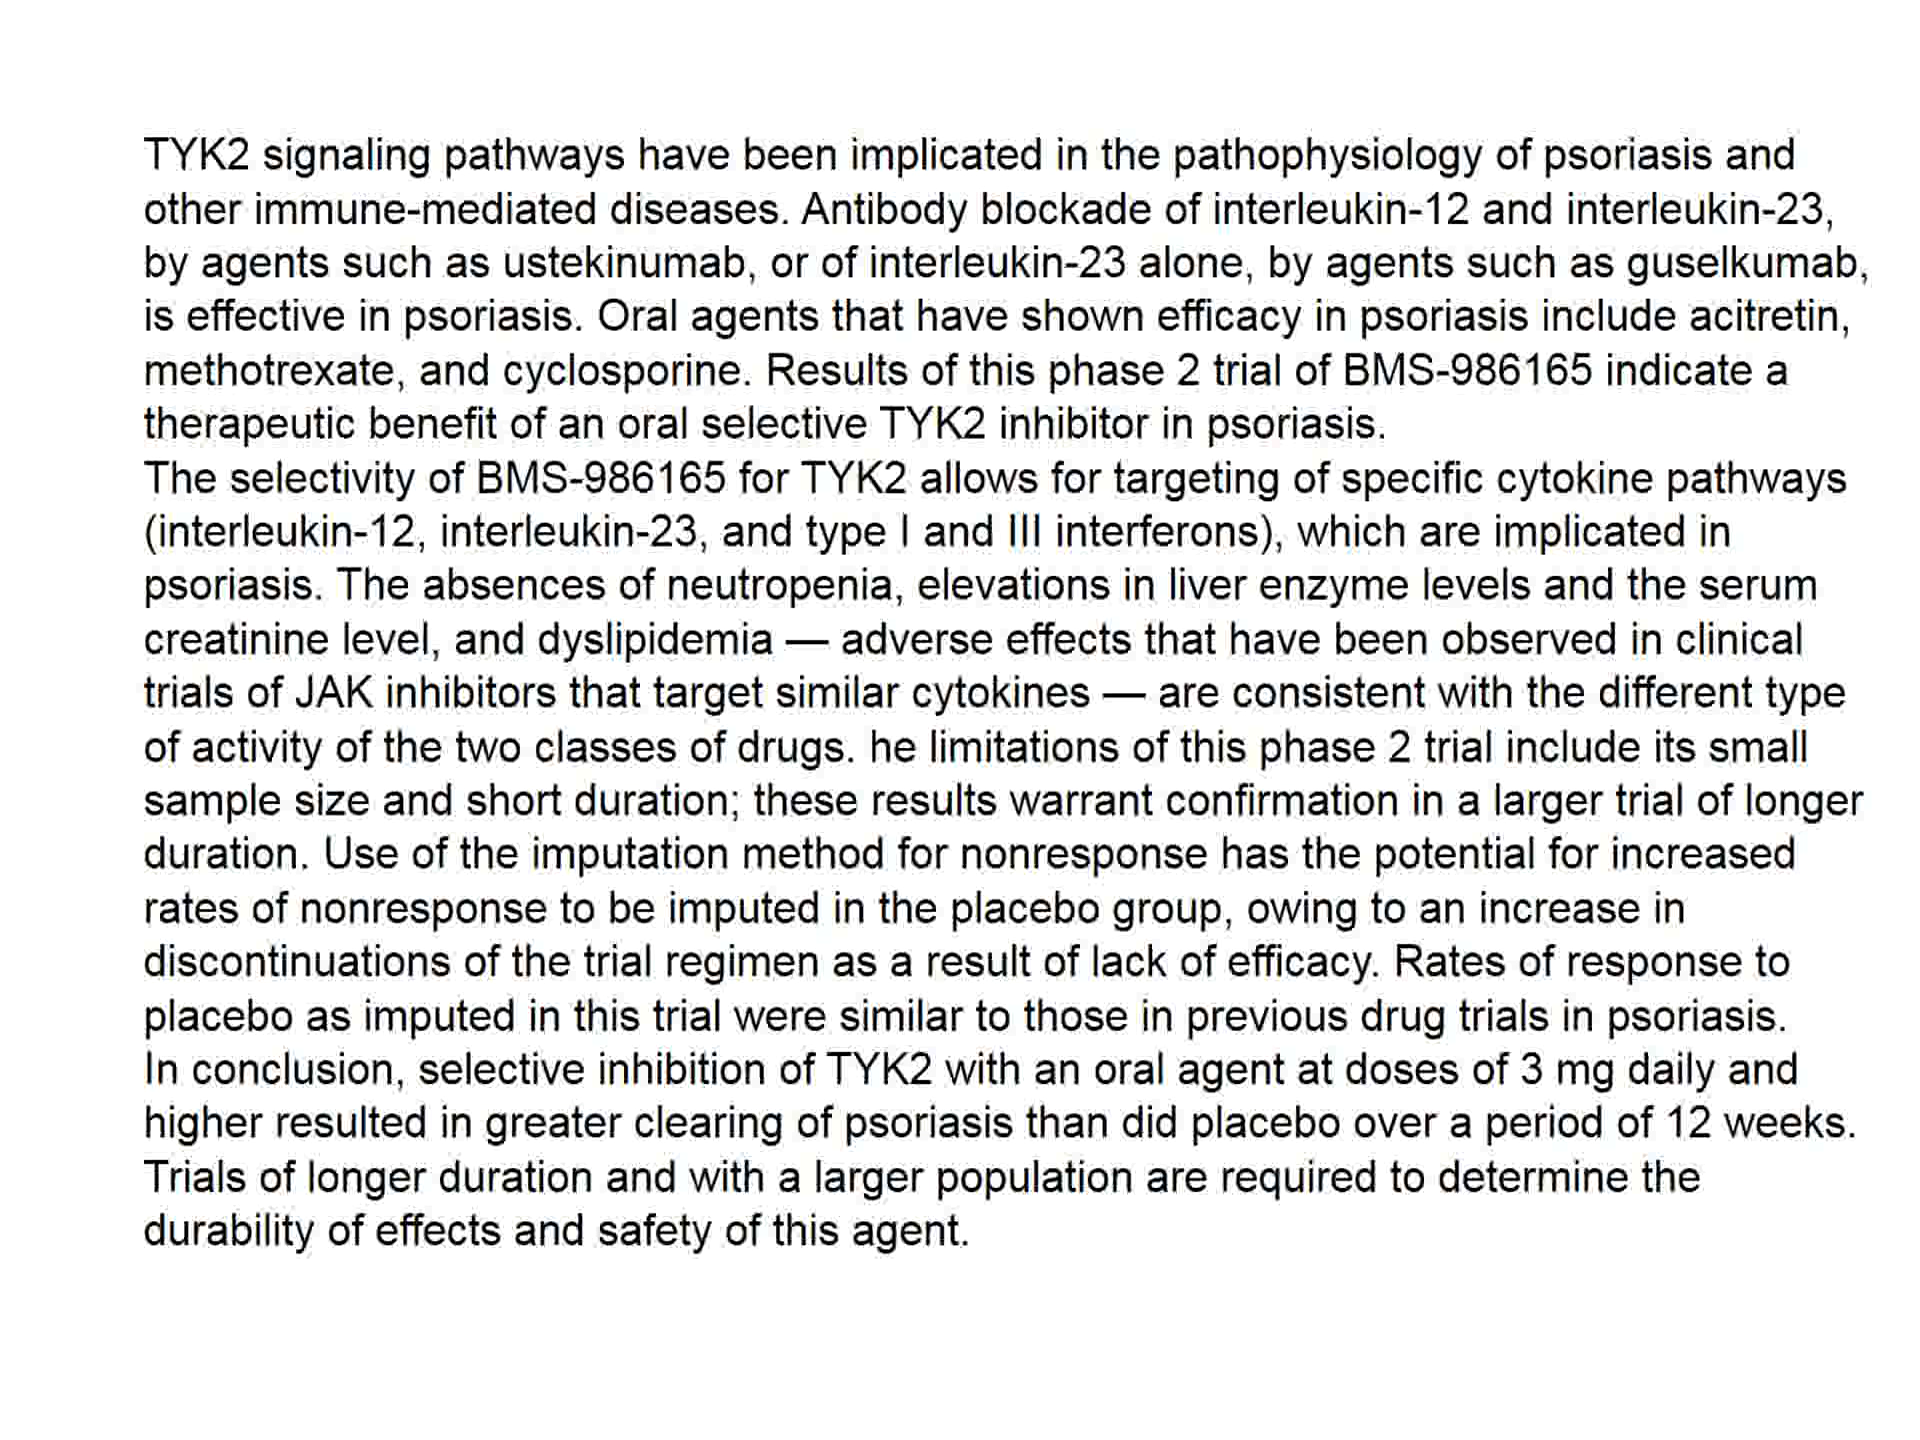 TYK2 signaling pathways have been implicated in the pathophysiology of psoriasis and
other immune-mediated diseases. Antibody blockade of interleukin-12 and interleukin-23,
by agents such as ustekinumab, or of interleukin-23 alone, by agents such as guselkumab,
is effective in psoriasis. Oral agents that have shown efficacy in psoriasis include acitretin,
methotrexate, and cyclosporine. Results of this phase 2 trial of BMS-986165 indicate a
therapeutic benefit of an oral selective TYK2 inhibitor in psoriasis.
The selectivity of BMS-986165 for TYK2 allows for targeting of specific cytokine pathways
(interleukin-12, interleukin-23, and type I and III interferons), which are implicated in
psoriasis. The absences of neutropenia, elevations in liver enzyme levels and the serum
creatinine level, and dyslipidemia — adverse effects that have been observed in clinical
trials of JAK inhibitors that target similar cytokines — are consistent with the different type
of activity of the two classes of drugs. he limitations of this phase 2 trial include its small
sample size and short duration; these results warrant confirmation in a larger trial of longer
duration. Use of the imputation method for nonresponse has the potential for increased
rates of nonresponse to be imputed in the placebo group, owing to an increase in
discontinuations of the trial regimen as a result of lack of efficacy. Rates of response to
placebo as imputed in this trial were similar to those in previous drug trials in psoriasis.
In conclusion, selective inhibition of TYK2 with an oral agent at doses of 3 mg daily and
higher resulted in greater clearing of psoriasis than did placebo over a period of 12 weeks.
Trials of longer duration and with a larger population are required to determine the
durability of effects and safety of this agent.